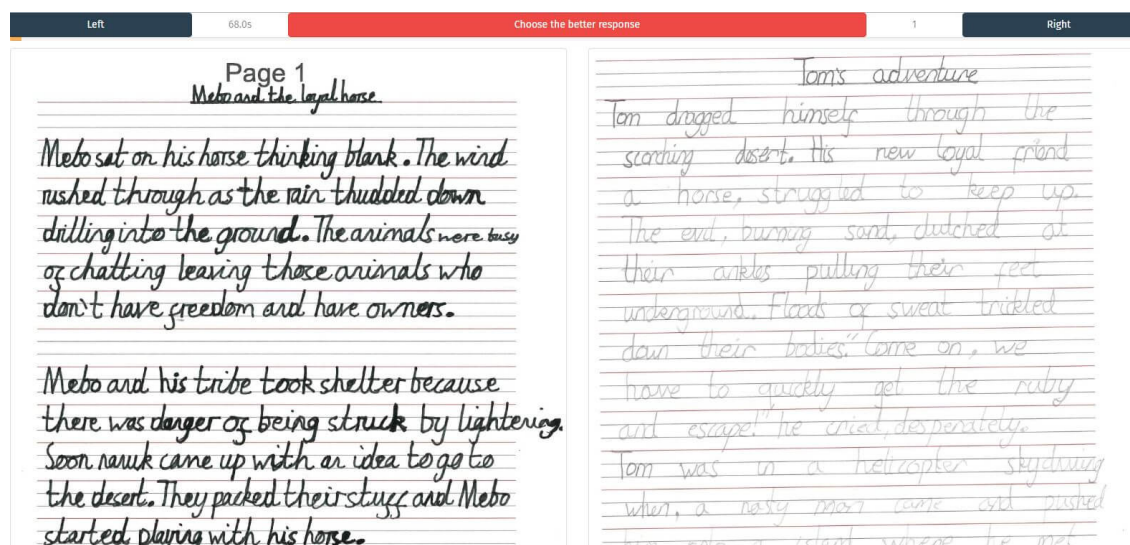 Left
68.0s
Choose the better response
1
Right
Page 1
Mebo and the loyal horse
Mebo sat on his horse thinking blank. The wind
rushed through as the rain thudded down
drilling into the ground. The animals were busy
of chatting leaving those animals who
don't have freedom and have owners.
Mebo and his tribe took shelter because
there was danger of being struck by lightering.
Soon nanuk came up with an idea to go to
the desert. They packed their stuff and Mebo
started playing with his horse.
Tom's adventure
Tom dragged himself through the
scorching desert. His new loyal friend
a horse, struggled to keep up.
The evil, burning sand, clutched at
their ankles pulling their feet
underground. Floods of sweat trickled
down their bodies. "Come on, we
have to quickly get the ruby
and escape!" he cried, desperately.
Tom was in a helicopter skydiving
when, a nasty man came and pushed
him onto a island where he met